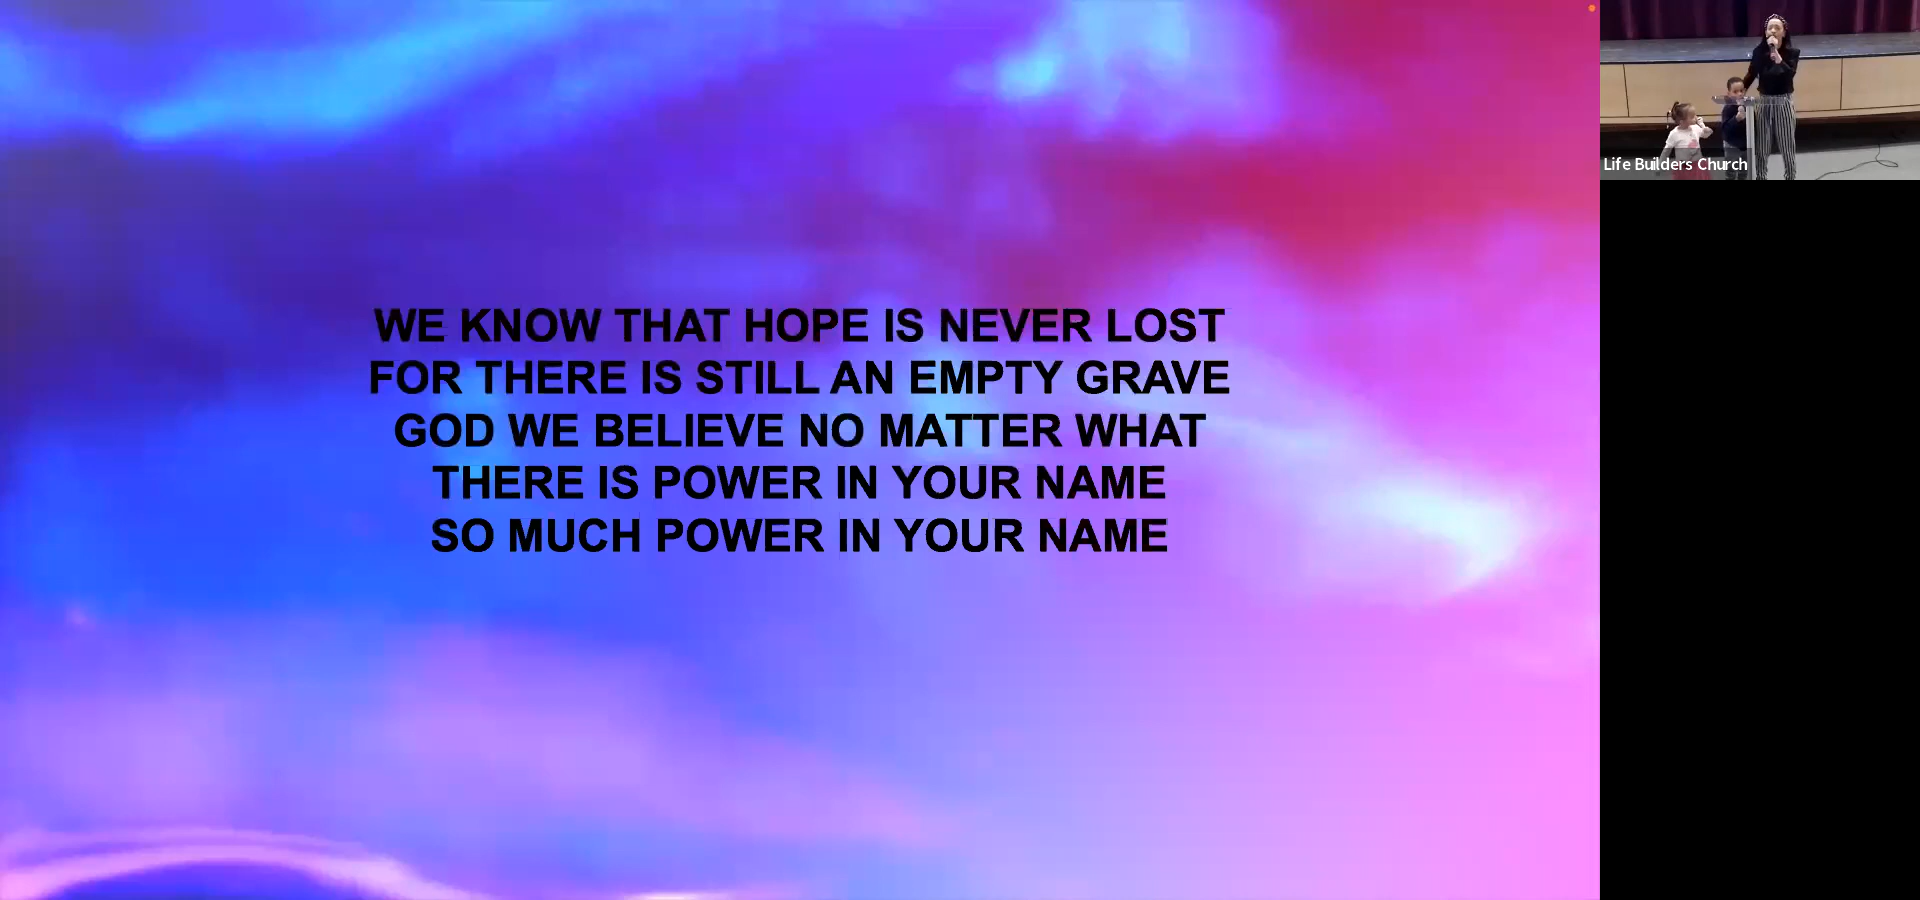 WE KNOW THAT HOPE IS NEVER LOST
FOR THERE IS STILL AN EMPTY GRAVE
GOD WE BELIEVE NO MATTER WHAT
THERE IS POWER IN YOUR NAME
SO MUCH POWER IN YOUR NAME
Life Builders Church